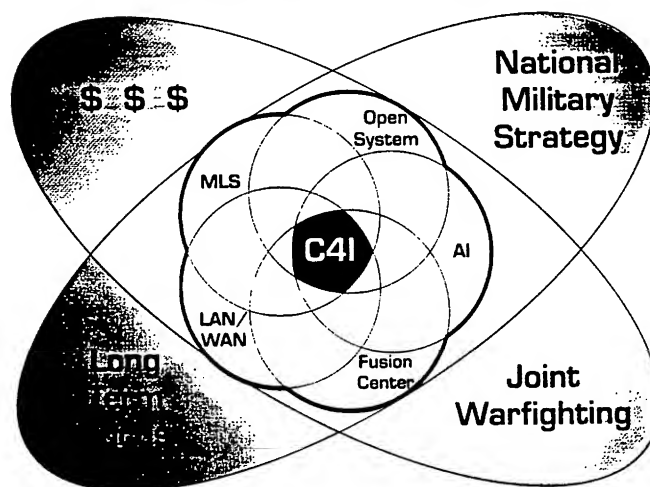 $ $ $
National
Military
Strategy
Open
System
MLS
C4I
AI
LAN/
WAN
Fusion
Center
Long
Joint
Warfighting